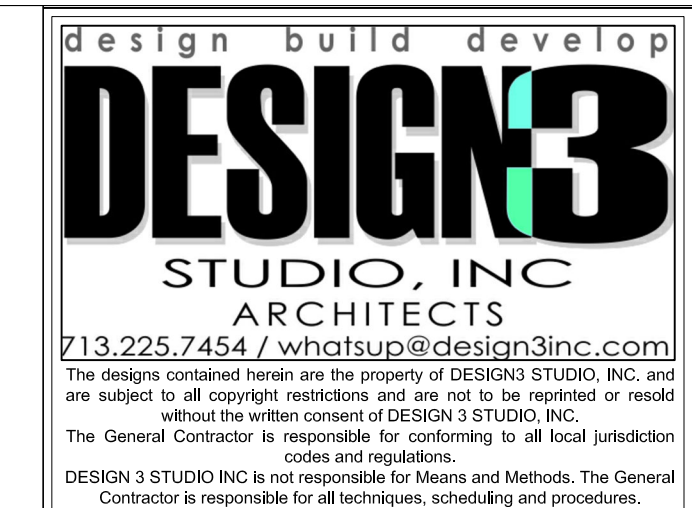 design build develop
DESIGN3
STUDIO, INC
ARCHITECTS
713.225.7454 / whatsup@design3inc.com
The designs contained herein are the property of DESIGN3 STUDIO, INC. and
are subject to all copyright restrictions and are not to be reprinted or resold
without the written consent of DESIGN 3 STUDIO, INC.
The General Contractor is responsible for conforming to all local jurisdiction
codes and regulations.
DESIGN 3 STUDIO INC is not responsible for Means and Methods. The General
Contractor is responsible for all techniques, scheduling and procedures.